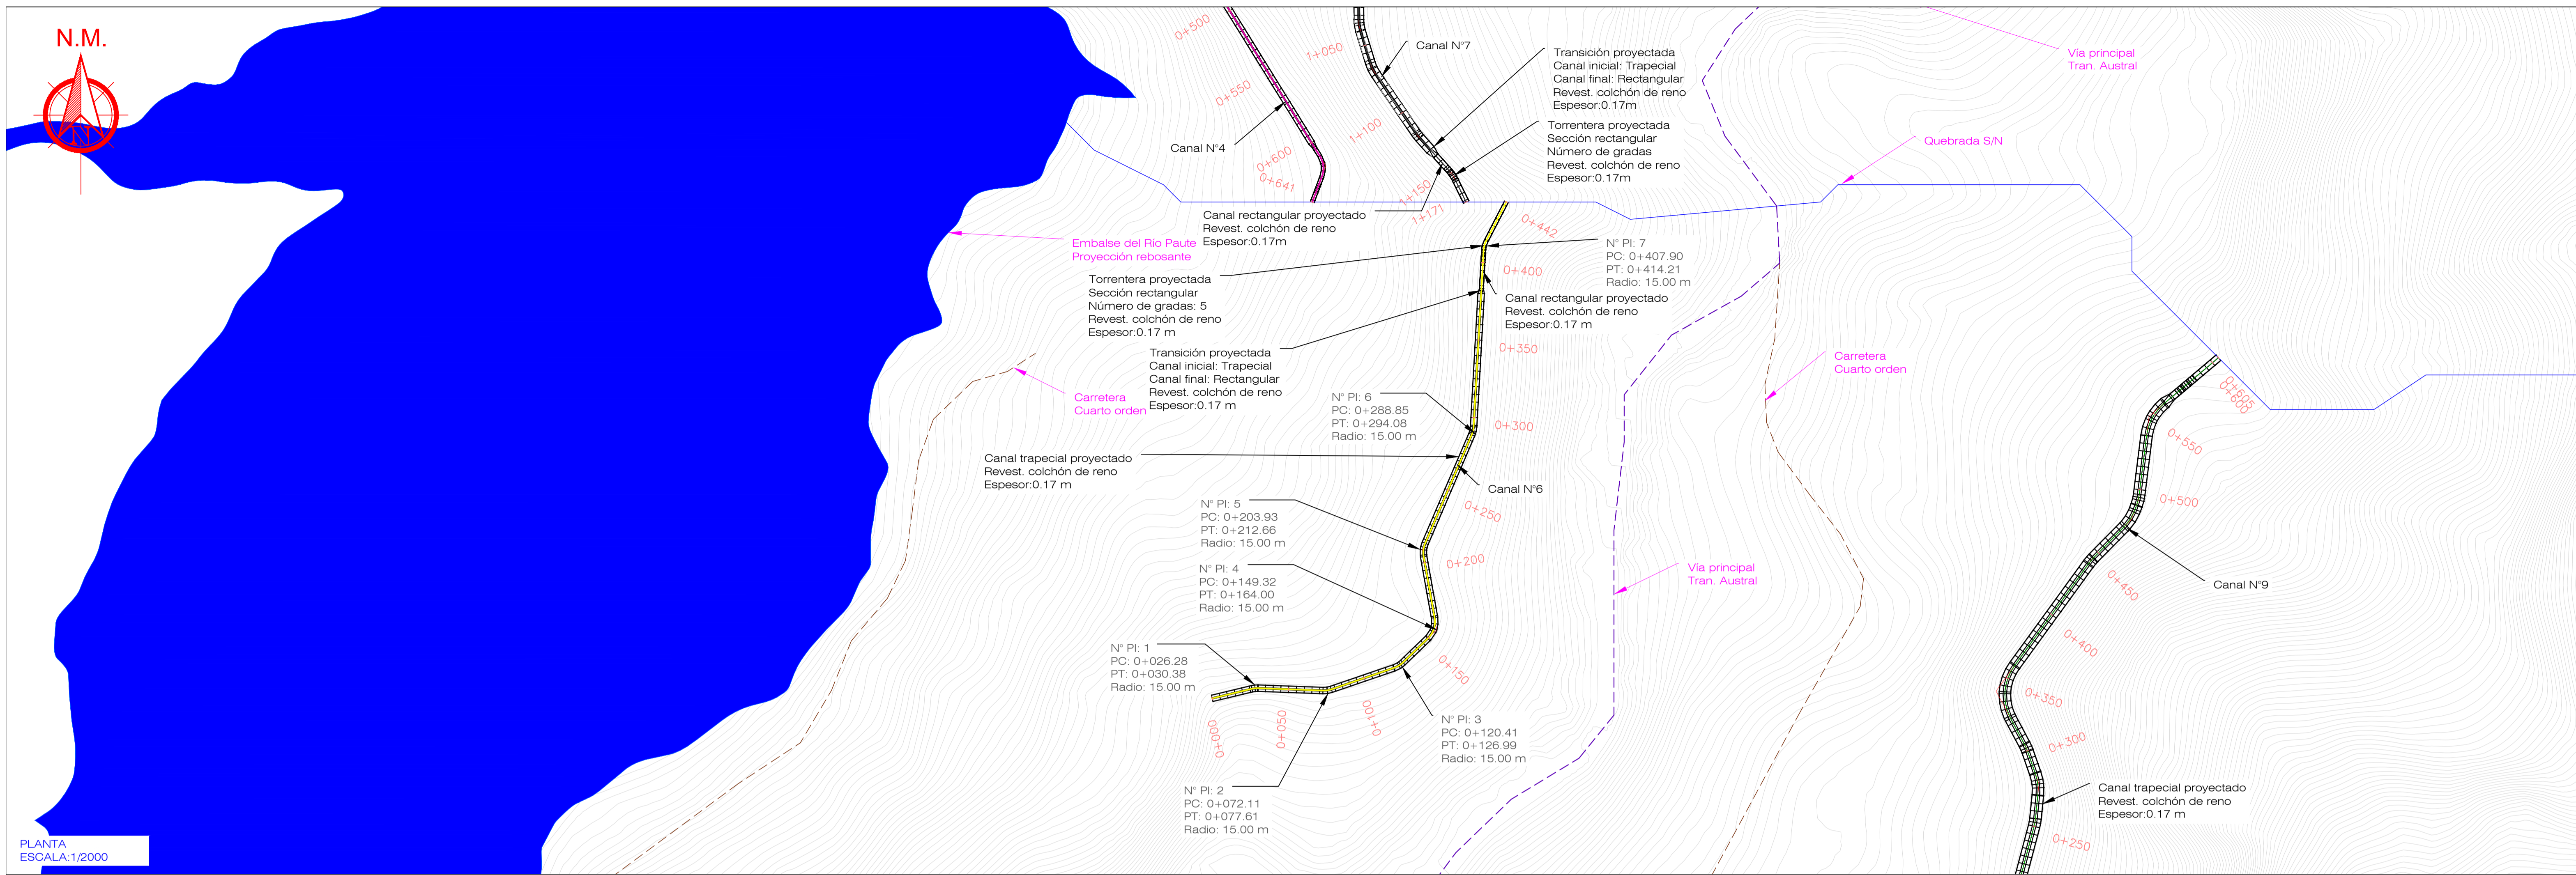 N.M.
N
0+500
0+550
0+600
0+641
Canal N°4
1+050
1+100
1+150
1+171
Canal N°7
Transición proyectada
Canal inicial: Trapecial
Canal final: Rectangular
Revest. colchón de reno
Espesor:0.17m
Torrentera proyectada
Sección rectangular
Número de gradas
Revest. colchón de reno
Espesor:0.17m
Canal rectangular proyectado
Revest. colchón de reno
Espesor:0.17m
Vía principal
Tran. Austral
Quebrada S/N
Embalse del Río Paute
Proyección rebosante
Torrentera proyectada
Sección rectangular
Número de gradas: 5
Revest. colchón de reno
Espesor:0.17 m
0+442
N° PI: 7
PC: 0+407.90
PT: 0+414.21
Radio: 15.00 m
0+400
Canal rectangular proyectado
Revest. colchón de reno
Espesor:0.17 m
Transición proyectada
Canal inicial: Trapecial
Canal final: Rectangular
Revest. colchón de reno
Espesor:0.17 m
0+350
Carretera
Cuarto orden
Carretera
Cuarto orden
N° PI: 6
PC: 0+288.85
PT: 0+294.08
Radio: 15.00 m
0+300
Canal trapecial proyectado
Revest. colchón de reno
Espesor:0.17 m
Canal N°6
0+250
N° PI: 5
PC: 0+203.93
PT: 0+212.66
Radio: 15.00 m
0+200
N° PI: 4
PC: 0+149.32
PT: 0+164.00
Radio: 15.00 m
0+150
N° PI: 1
PC: 0+026.28
PT: 0+030.38
Radio: 15.00 m
0+000
0+050
0+100
N° PI: 3
PC: 0+120.41
PT: 0+126.99
Radio: 15.00 m
N° PI: 2
PC: 0+072.11
PT: 0+077.61
Radio: 15.00 m
Vía principal
Tran. Austral
0+605
0+600
0+550
0+500
Canal N°9
0+450
0+400
0+350
0+300
Canal trapecial proyectado
Revest. colchón de reno
Espesor:0.17 m
0+250
PLANTA
ESCALA:1/2000